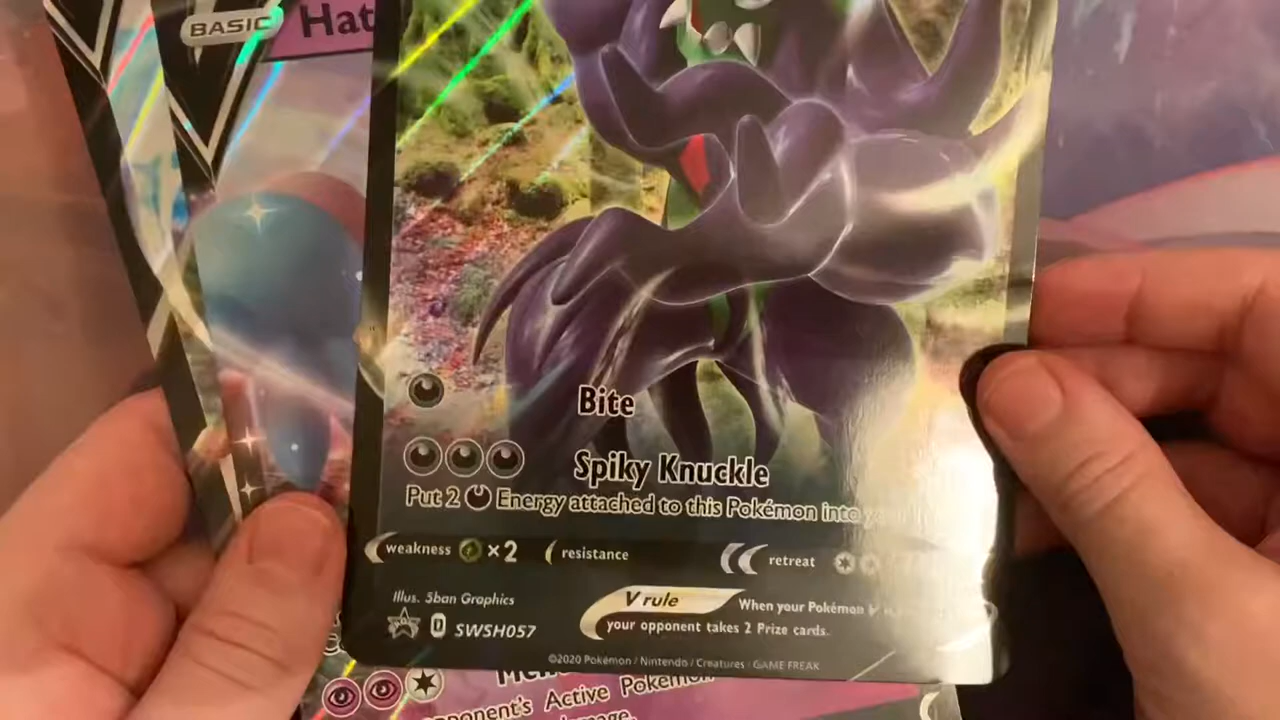 BASIC Hat
Bite
Spiky Knuckle
Put 2 Energy attached to this Pokémon into
weakness ×2 resistance retreat
Illus. 5ban Graphics
V rule When your Pokémon
your opponent takes 2 Prize cards.
D SWSH057
©2020 Pokémon / Nintendo / Creatures / GAME FREAK
ponent's Active Pokémon